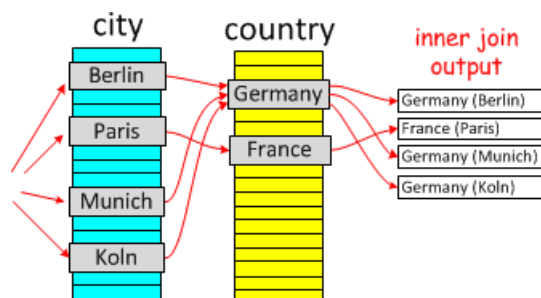 city
country
inner join
output
Berlin
Paris
Munich
Koln
Germany
France
Germany (Berlin)
France (Paris)
Germany (Munich)
Germany (Koln)